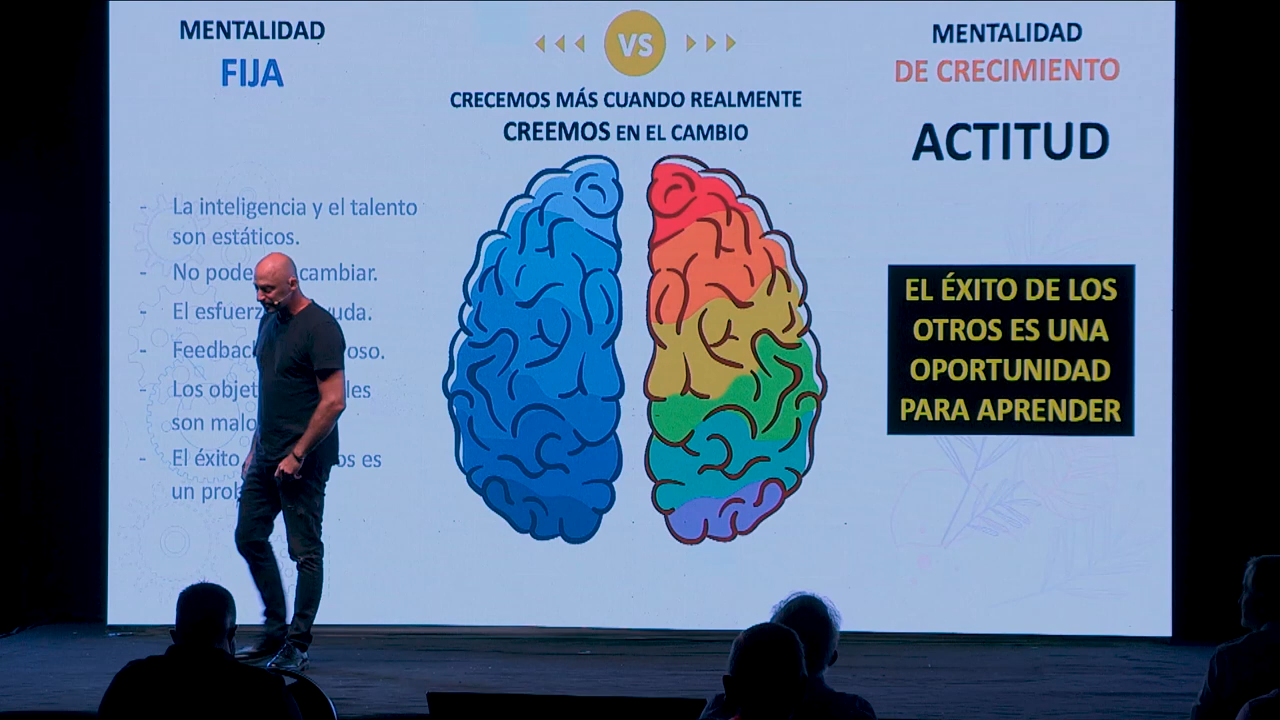 MENTALIDAD
FIJA
VS
CRECEMOS MÁS CUANDO REALMENTE
CREEMOS EN EL CAMBIO
MENTALIDAD
DE CRECIMIENTO
ACTITUD
- La inteligencia y el talento
son estáticos.
- No cambiar.
- El
-
- Los
son
- El éxito es
un
EL ÉXITO DE LOS
OTROS ES UNA
OPORTUNIDAD
PARA APRENDER